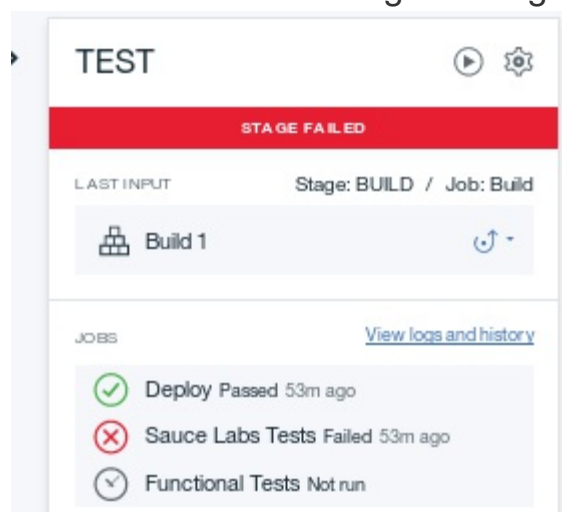 TEST
STAGE FAILED
LAST INPUT Stage: BUILD / Job: Build
Build 1
JOBS View logs and history
Deploy Passed 53m ago
Sauce Labs Tests Failed 53m ago
Functional Tests Not run